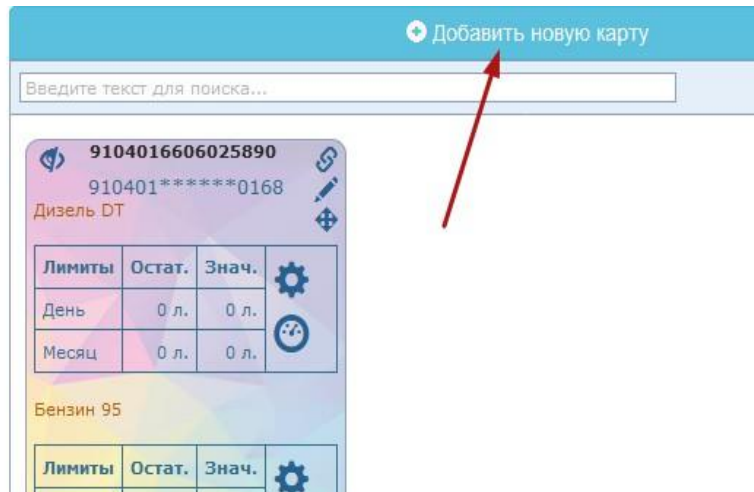 Добавить новую карту
Введите текст для поиска...
9104016606025890
910401******0168
Дизель DT
Лимиты Остат. Знач.
День 0 л. 0 л.
Месяц 0 л. 0 л.
Бензин 95
Лимиты Остат. Знач.